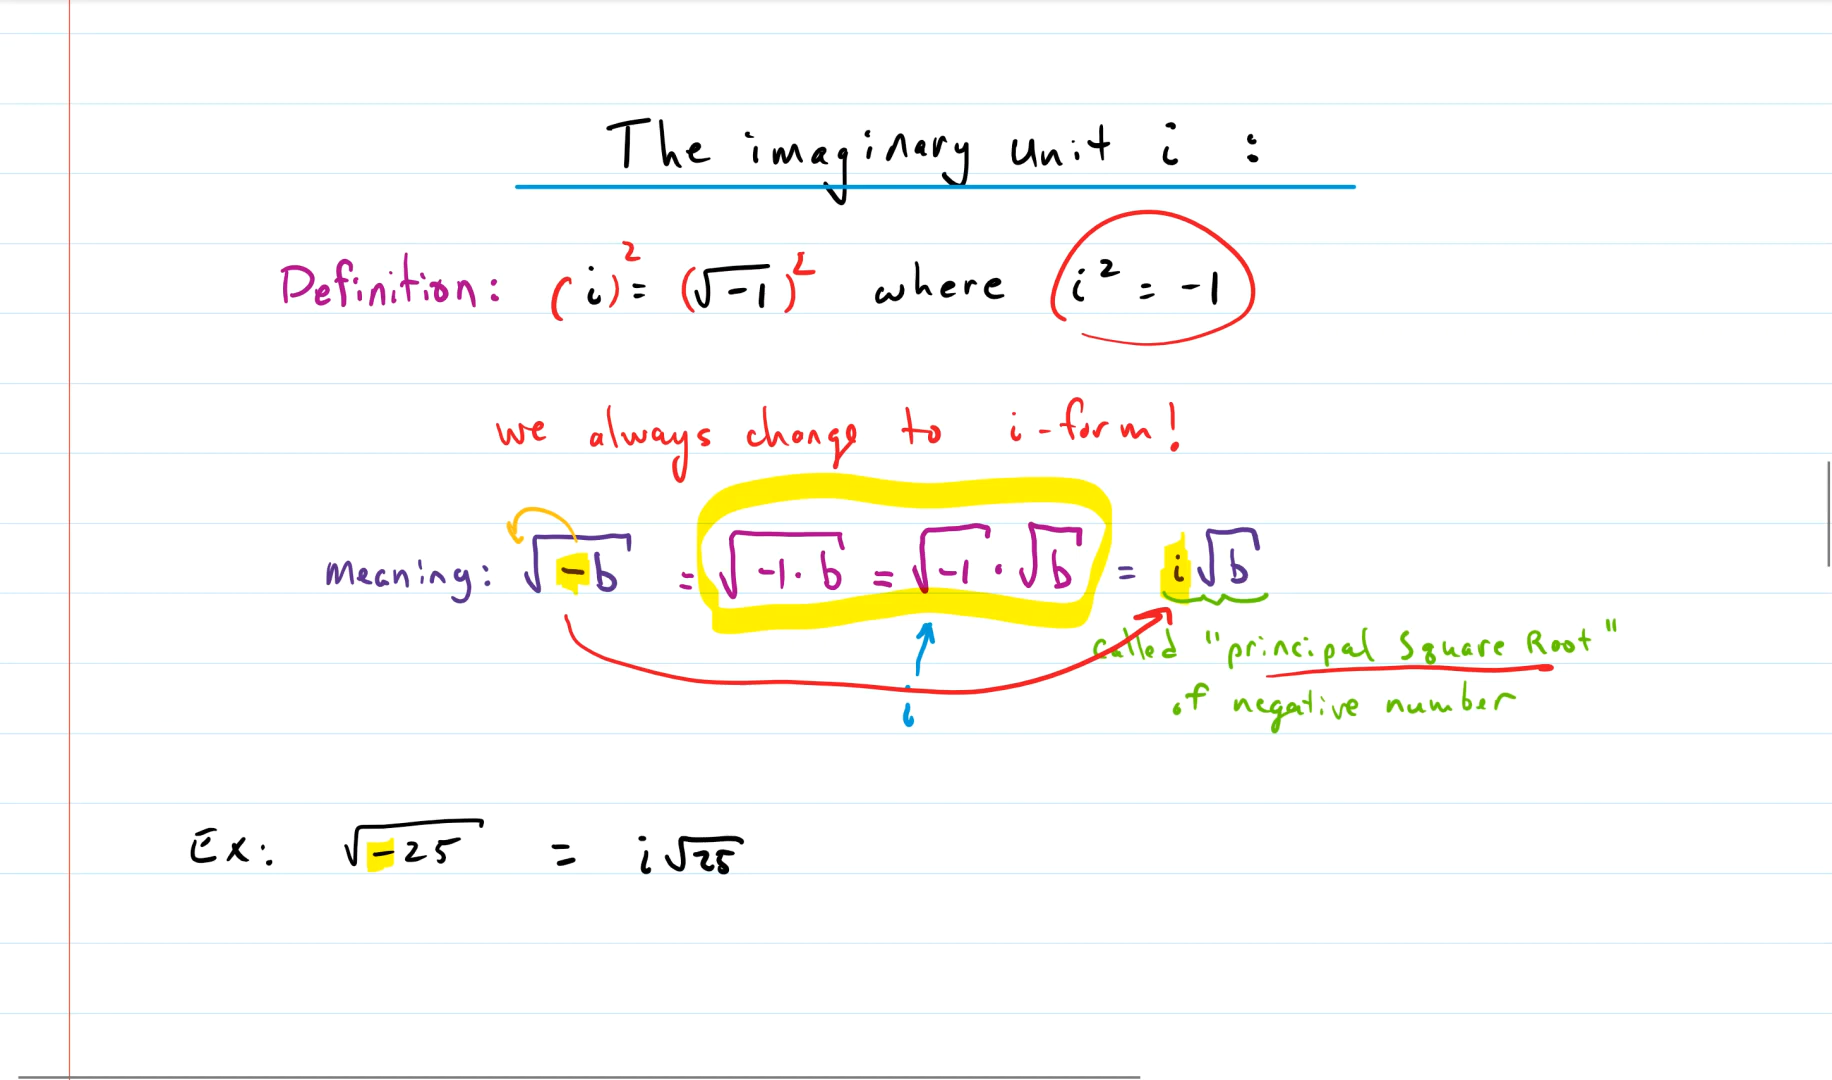 The imaginary unit i :
Definition: (i)² = (√-1)² where i² = -1
we always change to i-form!
Meaning: √-b = √-1·b = √-1 · √b = i√b
i
called "principal Square Root"
of negative number
Ex: √-25 = i√25